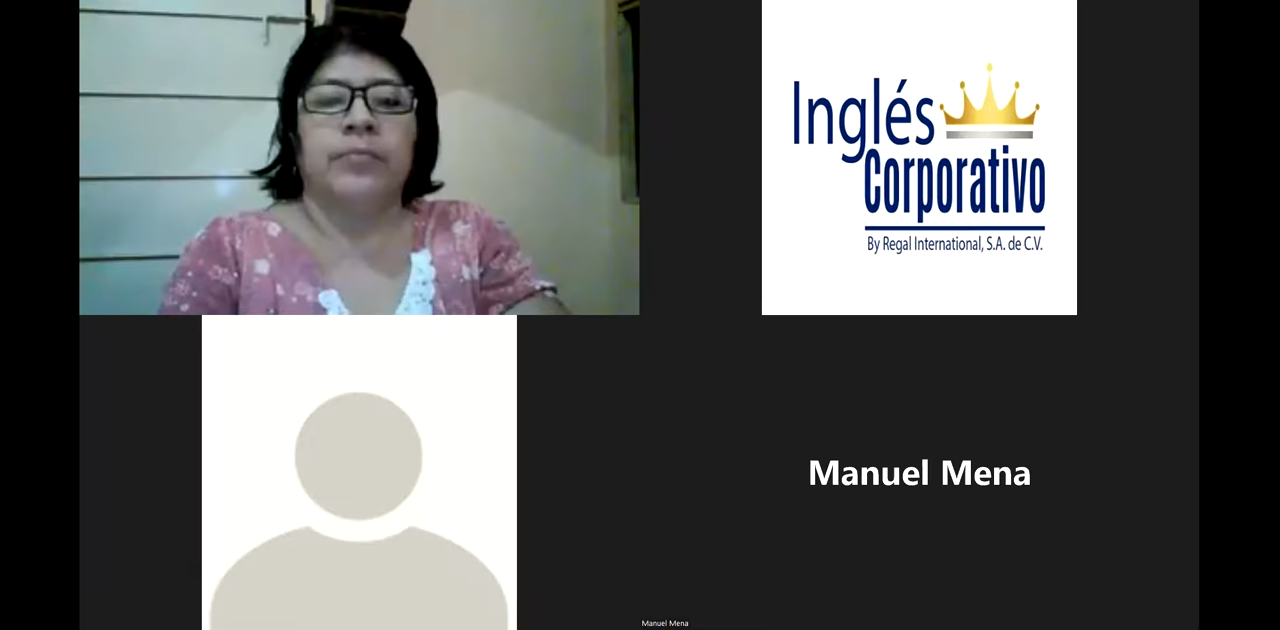 Inglés
Corporativo
By Regal International, S.A. de C.V.
Manuel Mena
Manuel Mena